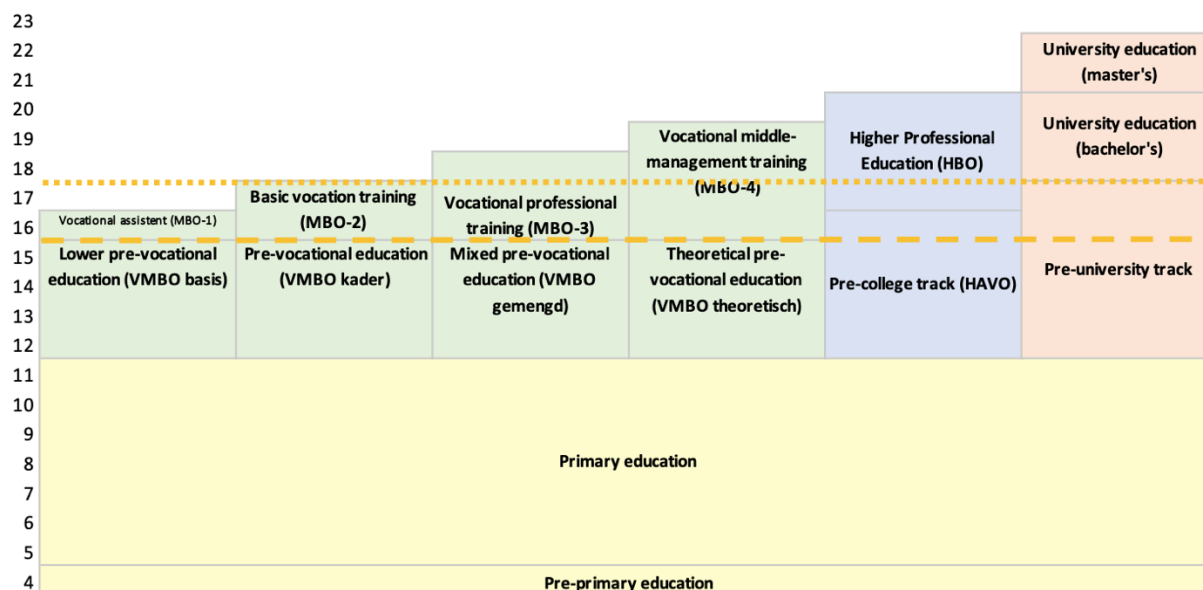 23
22
21
20
19
18
17
16
15
14
13
12
11
10
9
8
7
6
5
4
University education
(master's)
University education
(bachelor's)
Pre-university track
Higher Professional
Education (HBO)
Pre-college track (HAVO)
Vocational middle-
management training
(MBO-4)
Theoretical pre-
vocational education
(VMBO theoretisch)
Vocational professional
training (MBO-3)
Mixed pre-vocational
education (VMBO
gemengd)
Basic vocation training
(MBO-2)
Pre-vocational education
(VMBO kader)
Vocational assistent (MBO-1)
Lower pre-vocational
education (VMBO basis)
Primary education
Pre-primary education